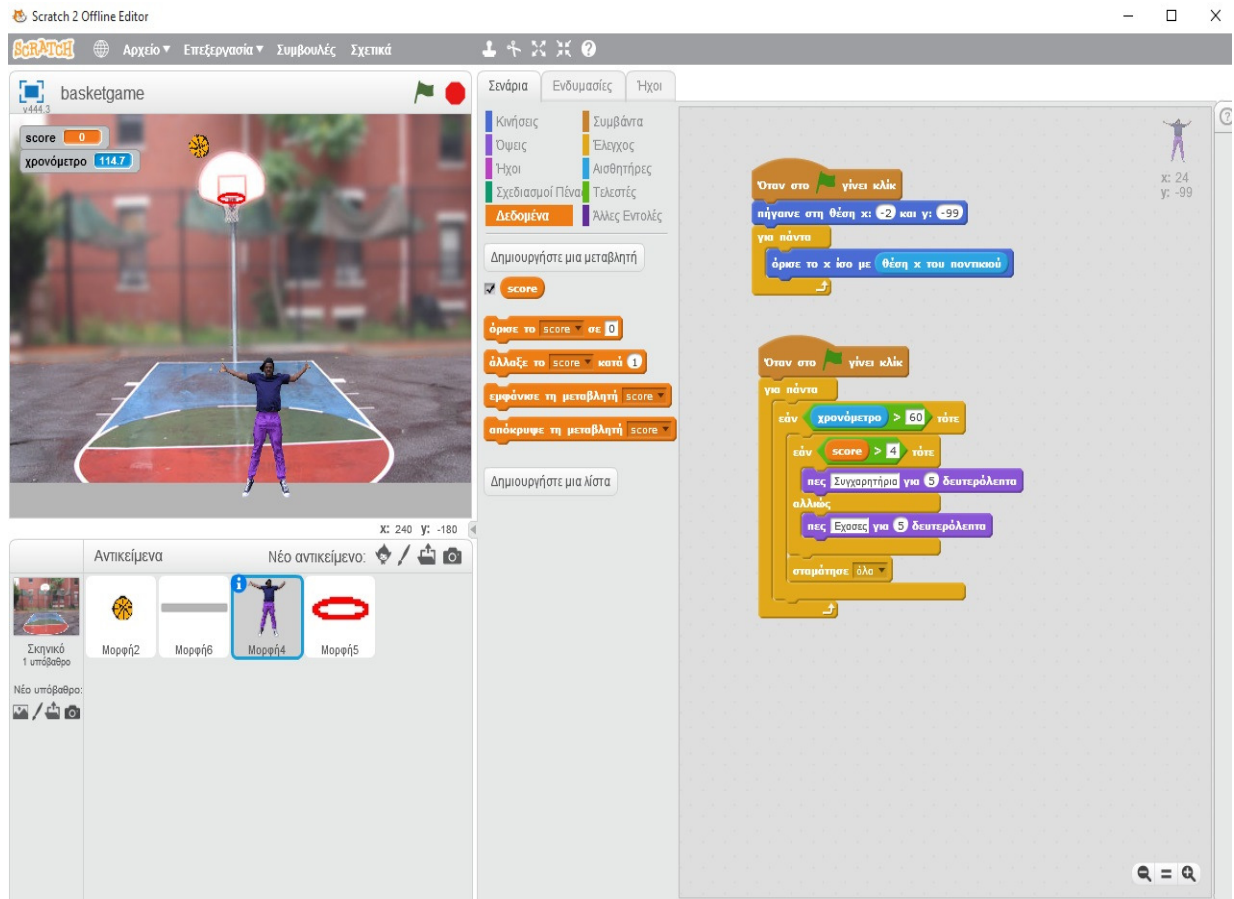 Scratch 2 Offline Editor
SCRATCH Αρχείο Επεξεργασία Συμβουλές Σχετικά
basketgame
v444.3
score 0
χρονόμετρο 114.7
X: 240 y: -180
Αντικείμενα Νέο αντικείμενο:
Σκηνικό
1 υπόβαθρο
Μορφή2 Μορφή6 Μορφή4 Μορφή5
Νέο υπόβαθρο:
Σενάρια Ενδυμασίες Ήχοι
Κινήσεις Συμβάντα
Όψεις Έλεγχος
Ήχοι Αισθητήρες
Σχεδιασμοί Πένας Τελεστές
Δεδομένα Άλλες Εντολές
Δημιουργήστε μια μεταβλητή
score
όρισε το score σε 0
άλλαξε το score κατά 1
εμφάνισε τη μεταβλητή score
απόκρυψε τη μεταβλητή score
Δημιουργήστε μια λίστα
Όταν στο γίνει κλίκ
πήγαινε στη θέση x: -2 και y: -99
για πάντα
όρισε το x ίσο με θέση x του ποντικιού
Όταν στο γίνει κλίκ
για πάντα
εάν χρονόμετρο > 60 τότε
εάν score > 4 τότε
πες Συγχαρητήρια για 5 δευτερόλεπτα
αλλιώς
πες Εχασες για 5 δευτερόλεπτα
σταμάτησε όλα
x: 24
y: -99